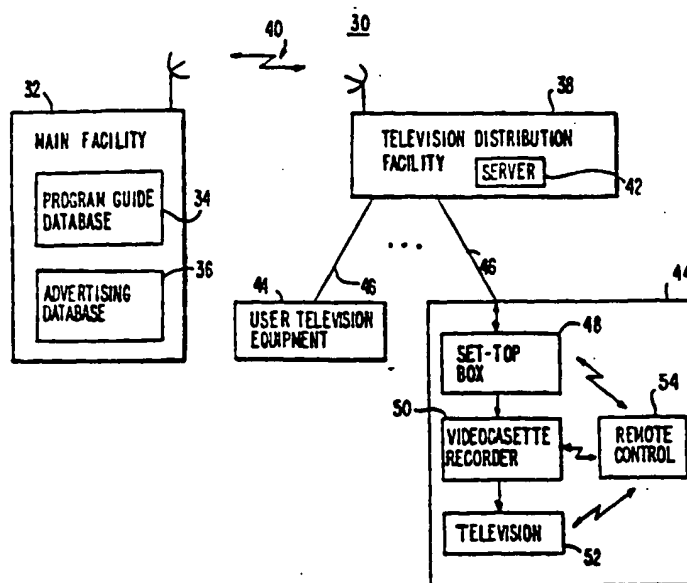 40
30
32
38
MAIN FACILITY
TELEVISION DISTRIBUTION
FACILITY
SERVER
42
PROGRAM GUIDE
DATABASE
34
36
ADVERTISING
DATABASE
...
46
46
44
44
USER TELEVISION
EQUIPMENT
48
SET-TOP
BOX
54
50
VIDEOCASETTE
RECORDER
REMOTE
CONTROL
TELEVISION
52